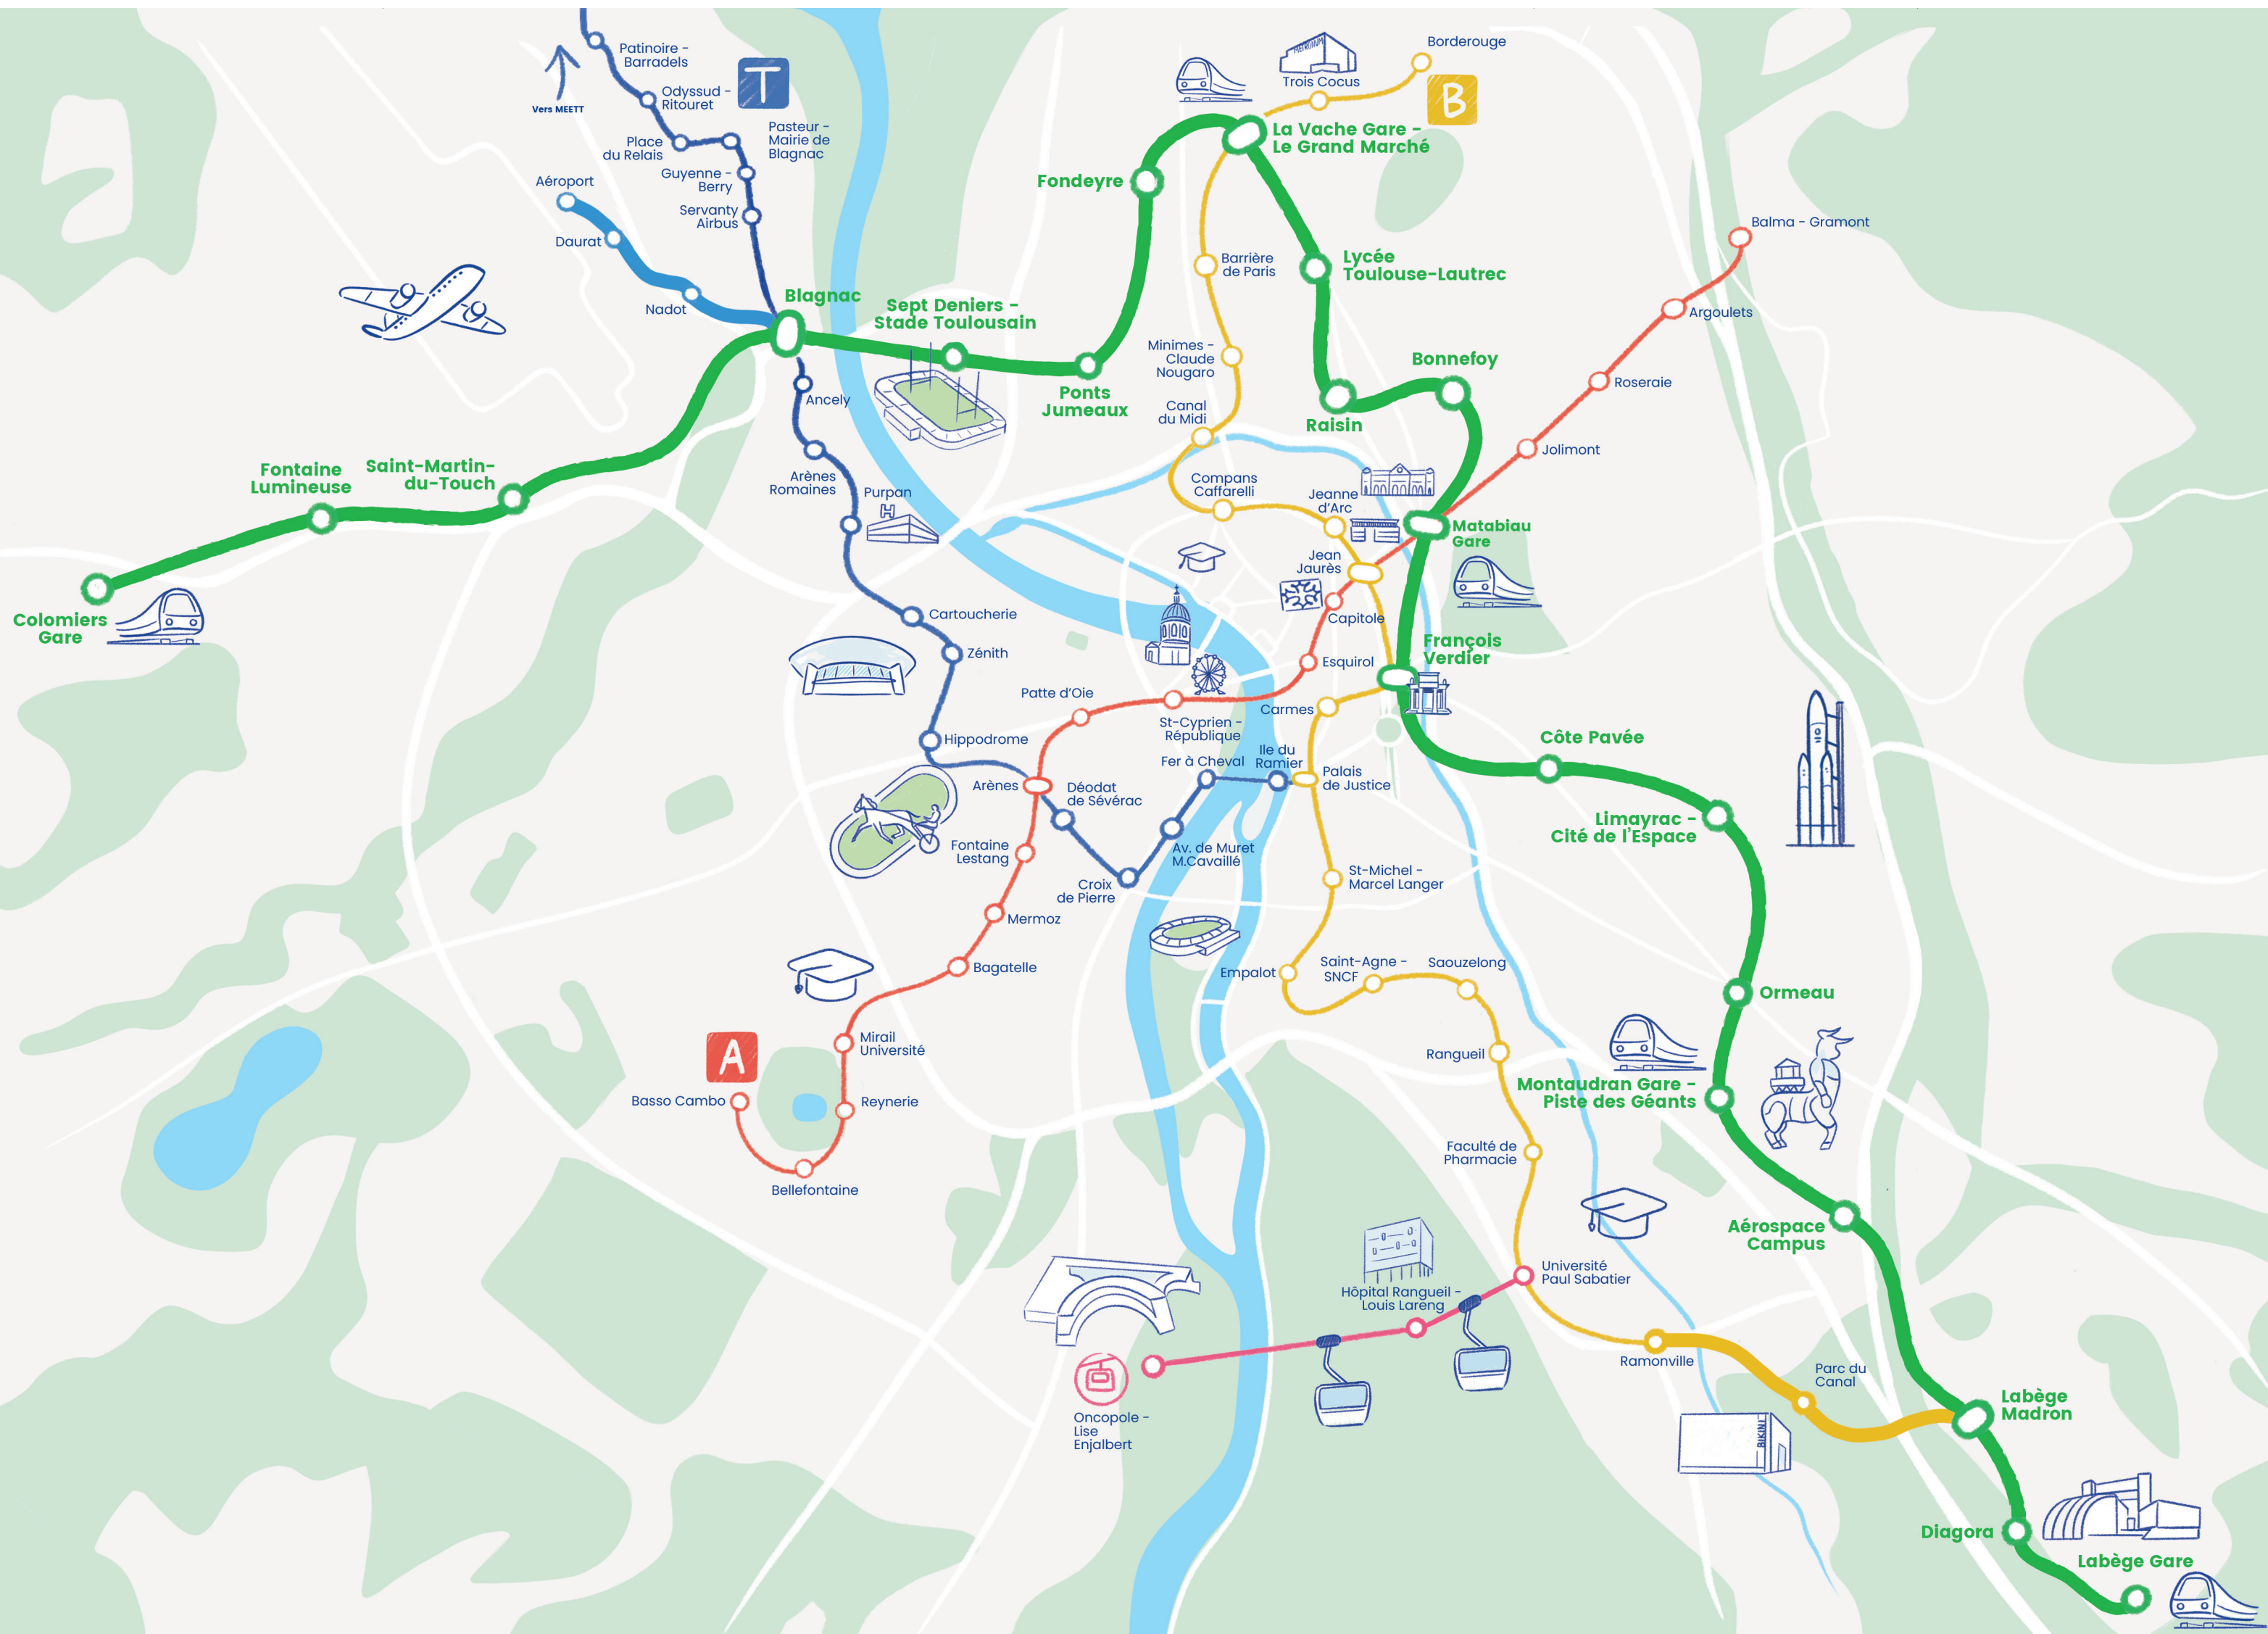 Patinoire -
Barradels
T
Vers MEETT
Odyssud -
Ritouret
Place
du Relais
Pasteur -
Mairie de
Blagnac
Guyenne -
Berry
Servanty
Airbus
Aéroport
Daurat
Nadot
Blagnac
Sept Deniers -
Stade Toulousain
Ponts
Jumeaux
Fondeyre
METRONUM
Trois Cocus
Borderouge
B
La Vache Gare -
Le Grand Marché
Lycée
Toulouse-Lautrec
Barrière
de Paris
Minimes -
Claude
Nougaro
Canal
du Midi
Raisin
Bonnefoy
Balma - Gramont
Argoulets
Roseraie
Jolimont
Ancely
Arènes
Romaines
Purpan
H
Fontaine
Lumineuse
Saint-Martin-
du-Touch
Colomiers
Gare
Compans
Caffarelli
Jeanne
d'Arc
Matabiau
Gare
Jean
Jaurès
Capitole
Cartoucherie
Zénith
Esquirol
François
Verdier
Patte d'Oie
St-Cyprien -
République
Carmes
Hippodrome
Fer à Cheval
Ile du
Ramier
Palais
de Justice
Arènes
Déodat
de Sévérac
Côte Pavée
Limayrac -
Cité de l'Espace
Fontaine
Lestang
Av. de Muret
M.Cavaillé
Croix
de Pierre
St-Michel -
Marcel Langer
Mermoz
Bagatelle
Empalot
Saint-Agne -
SNCF
Saouzelong
Ormeau
A
Mirail
Université
Rangueil
Basso Cambo
Reynerie
Montaudran Gare -
Piste des Géants
Bellefontaine
Faculté de
Pharmacie
Aérospace
Campus
Université
Paul Sabatier
Hôpital Rangueil -
Louis Lareng
Ramonville
Parc du
Canal
Oncopole -
Lise
Enjalbert
BIKINI
Labège
Madron
Diagora
Labège Gare